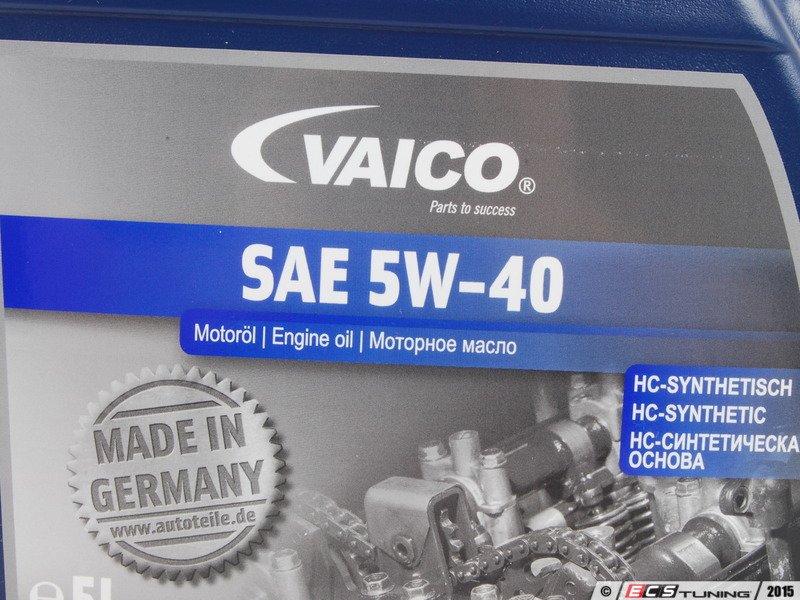 VAICO®
Parts to success
SAE 5W-40
Motoröl | Engine oil | Моторное масло
HC-SYNTHETISCH
HC-SYNTHETIC
НС-СИНТЕТИЧЕСКА
ОСНОВА
MADE IN
GERMANY
www.autoteile.de
℮5L
© / ECS TUNING / 2015